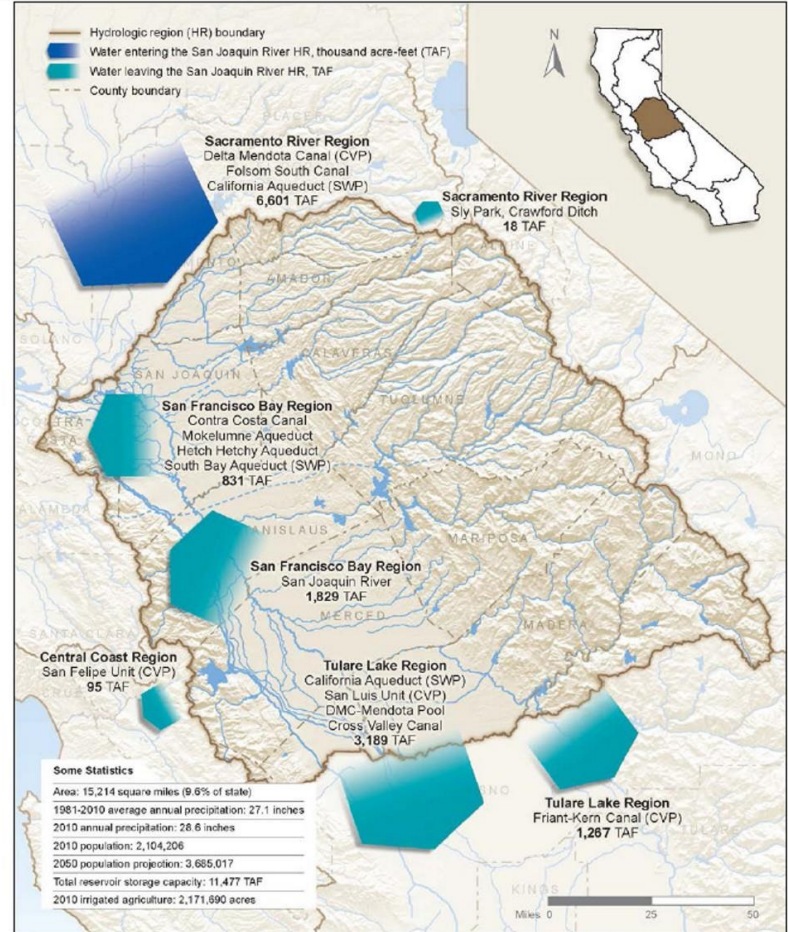 Hydrologic region (HR) boundary
Water entering the San Joaquin River HR, thousand acre-feet (TAF)
Water leaving the San Joaquin River HR, TAF
County boundary
N
PLACER
Sacramento River Region
Delta Mendota Canal (CVP)
Folsom South Canal
California Aqueduct (SWP)
6,601 TAF
Sacramento River Region
Sly Park, Crawford Ditch
18 TAF
AMADOR
SOLANO
CALAVERAS
SAN JOAQUIN
TUOLUMNE
San Francisco Bay Region
Contra Costa Canal
Mokelumne Aqueduct
Hetch Hetchy Aqueduct
South Bay Aqueduct (SWP)
831 TAF
CONTRA
COSTA
MONO
ALAMEDA
ANISLAUS
MARIPOSA
San Francisco Bay Region
San Joaquin River
1,829 TAF
MERCED
MADERA
SANTA CLARA
Central Coast Region
San Felipe Unit (CVP)
95 TAF
Tulare Lake Region
California Aqueduct (SWP)
San Luis Unit (CVP)
DMC-Mendota Pool
Cross Valley Canal
3,189 TAF
Tulare Lake Region
Friant-Kern Canal (CVP)
1,267 TAF
TULARE
KINGS
Some Statistics
Area: 15,214 square miles (9.6% of state)
1981-2010 average annual precipitation: 27.1 inches
2010 annual precipitation: 28.6 inches
2010 population: 2,104,206
2050 population projection: 3,685,017
Total reservoir storage capacity: 11,477 TAF
2010 irrigated agriculture: 2,171,690 acres
Miles 0 25 50